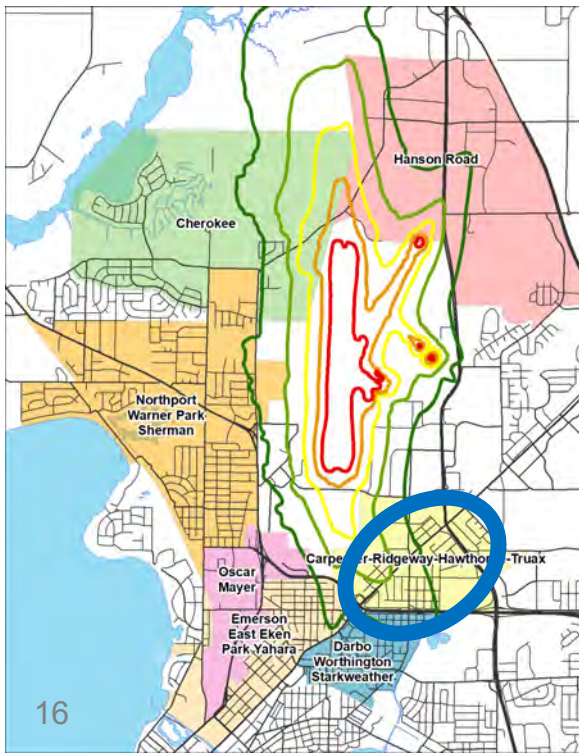 Hanson Road
Cherokee
Northport
Warner Park
Sherman
Carpenter-Ridgeway-Hawthorne-Truax
Oscar
Mayer
Emerson
East Eken
Park Yahara
Darbo
Worthington
Starkweather
16